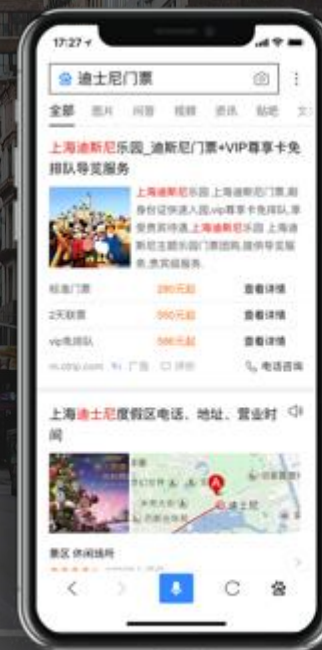 17:27
迪士尼门票
全部 图片 问答 视频 资讯 贴吧 文
上海迪斯尼乐园_迪斯尼门票+VIP尊享卡免
排队导览服务
上海迪斯尼乐园 上海迪斯尼门票,刷
身份证快速入园,vip尊享卡免排队,享
受贵宾待遇,上海迪斯尼乐园 上海迪
斯尼主题乐园门票团购,提供导览服
务,贵宾级服务.
标准门票 280元起 查看详情
2天联票 550元起 查看详情
vip免排队 查看详情
m.ctrip.com 广告 评价 电话咨询
上海迪士尼度假区电话、地址、营业时
间
A
迪士尼
景区 休闲场所